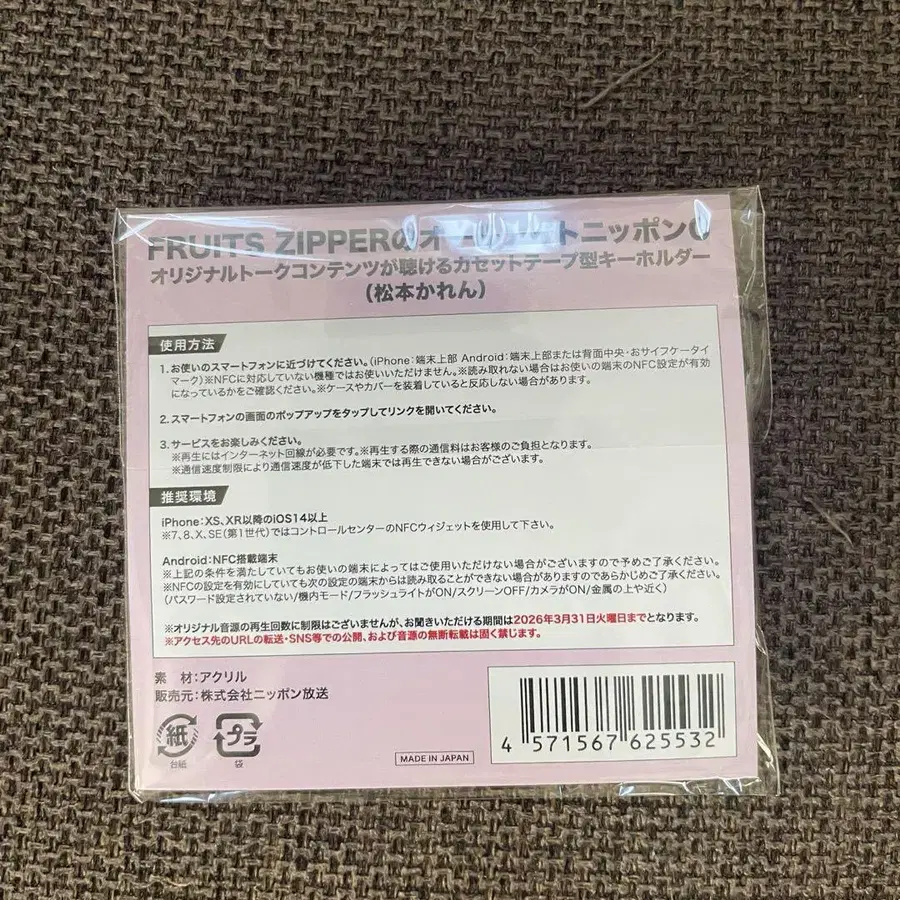 FRUITS ZIPPERのオールナイトニッポン0
オリジナルトークコンテンツが聴けるカセットテープ型キーホルダー
（松本かれん）
使用方法
1.お使いのスマートフォンに近づけてください。（iPhone：端末上部 Android：端末上部または背面中央・おサイフケータイ
マーク）※NFCに対応していない機種ではお使いいただけません。※読み取れない場合はお使いの端末のNFC設定が有効
になっているかをご確認ください。※ケースやカバーを装着していると反応しない場合があります。
2.スマートフォンの画面のポップアップをタップしてリンクを開いてください。
3.サービスをお楽しみください。
※再生にはインターネット回線が必要です。※再生する際の通信料はお客様のご負担となります。
※通信速度制限により通信速度が低下した端末では再生できない場合がございます。
推奨環境
iPhone：XS、XR以降のiOS14以上
※7、8、X、SE（第1世代）ではコントロールセンターのNFCウィジェットを使用して下さい。
Android：NFC搭載端末
※上記の条件を満たしていてもお使いの端末によってはご使用いただけない場合がございますので予めご了承ください。
※NFCの設定を有効にしていても次の設定の端末からは読み取ることができない場合がありますのであらかじめご了承ください。
（パスワード設定されていない/機内モード/フラッシュライトがON/スクリーンOFF/カメラがON/金属の上や近く）
※オリジナル音源の再生回数に制限はございませんが、お聞きいただける期間は2026年3月31日火曜日までとなります。
※アクセス先のURLの転送・SNS等での公開、および音源の無断転載は固く禁じます。
素　材：アクリル
販売元：株式会社ニッポン放送
紙
台紙
プラ
袋
MADE IN JAPAN
4 571567 625532